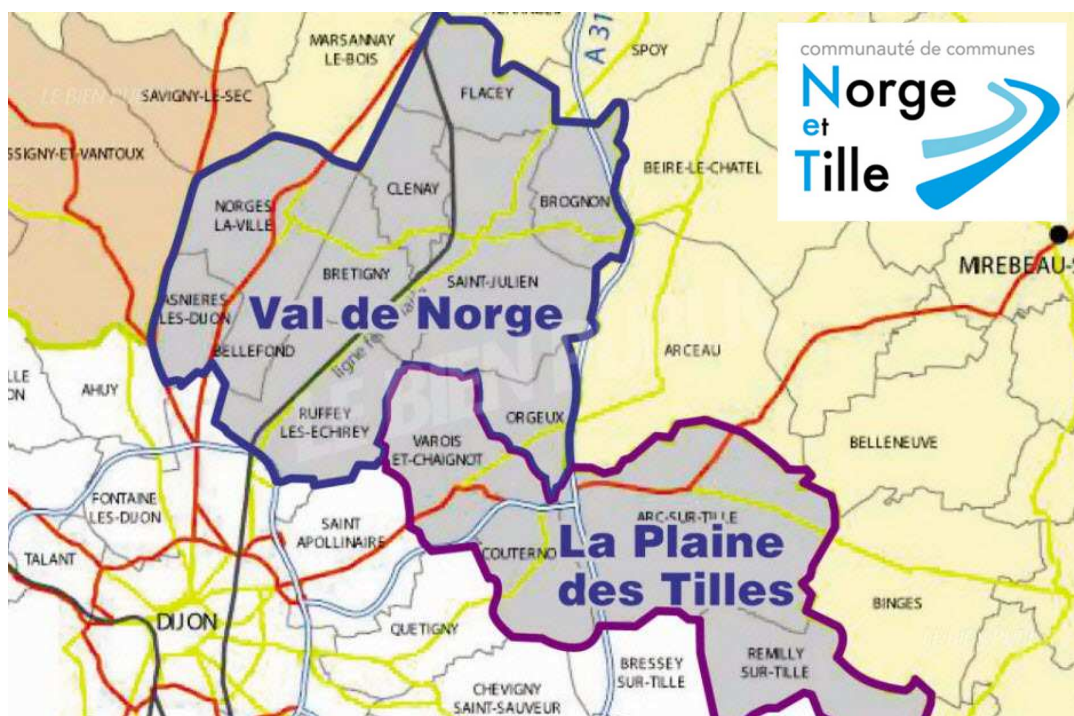 MARSANNAY
LE-BOIS
A 31
SPOY
communauté de communes
Norge
et
Tille
SAVIGNY-LE-SEC
FLACEY
SSIGNY-ET-VANTOUX
BEIRE-LE-CHATEL
CLENAY
NORGES
LA-VILLE
BROGNON
MIREBEAU-S
BRETIGNY
SAINT-JULIEN
ASNIERES
LES-DIJON
Val de Norge
BELLEFOND
ARCEAU
AHUY
RUFFEY
LES-ECHREY
ORGEUX
VAROIS
ET-CHAIGNOT
BELLENEUVE
FONTAINE
LES-DIJON
SAINT
APOLLINAIRE
ARC-SUR-TILLE
TALANT
COUTERNO
La Plaine
des Tilles
BINGES
DIJON
QUETIGNY
BRESSEY
SUR-TILLE
REMILLY
SUR-TILLE
CHEVIGNY
SAINT-SAUVEUR